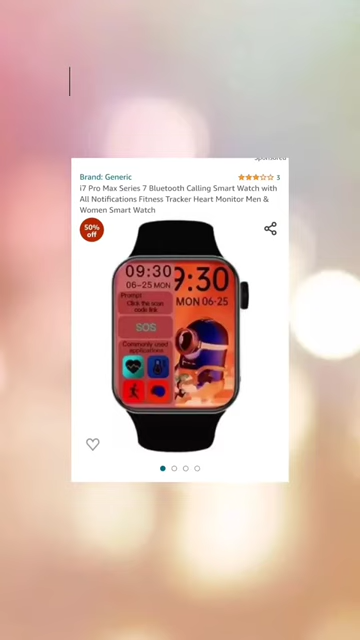 Sponsored
Brand: Generic
3
i7 Pro Max Series 7 Bluetooth Calling Smart Watch with
All Notifications Fitness Tracker Heart Monitor Men &
Women Smart Watch
50%
off
09:30
06-25 MON
Prompt
Click the scan
code link
SOS
Commonly used
applications
9:30
MON 06-25